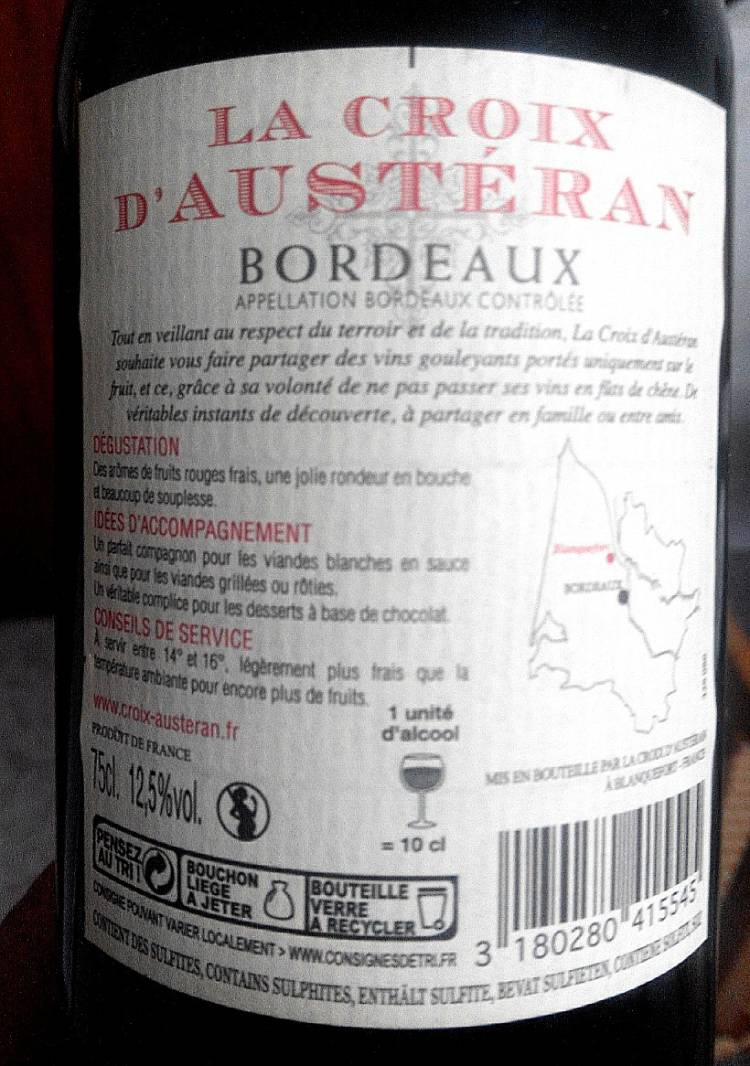 LA CROIX
D'AUSTÉRAN
BORDEAUX
APPELLATION BORDEAUX CONTRÔLÉE
Tout en veillant au respect du terroir et de la tradition, La Croix d'Austéran
souhaite vous faire partager des vins gouleyants portés uniquement sur le
fruit, et ce, grâce à sa volonté de ne pas passer ses vins en fûts de chêne. De
véritables instants de découverte, à partager en famille ou entre amis.
DÉGUSTATION
Des arômes de fruits rouges frais, une jolie rondeur en bouche
et beaucoup de souplesse.
IDÉES D'ACCOMPAGNEMENT
Un parfait compagnon pour les viandes blanches en sauce
ainsi que pour les viandes grillées ou rôties.
Un véritable complice pour les desserts à base de chocolat.
CONSEILS DE SERVICE
À servir entre 14° et 16°, légèrement plus frais que la
température ambiante pour encore plus de fruits.
Blanquefort
BORDEAUX
www.croix-austeran.fr
PRODUIT DE FRANCE
75cl. 12,5%vol.
1 unité
d'alcool
= 10 cl
MIS EN BOUTEILLE PAR LA CROIX D'AUSTERAN
À BLANQUEFORT - FRANCE
PENSEZ
AU TRI !
BOUCHON
LIEGE
À JETER
BOUTEILLE
VERRE
À RECYCLER
CONSIGNE POUVANT VARIER LOCALEMENT > WWW.CONSIGNESDETRI.FR
3 180280 415545
CONTIENT DES SULFITES, CONTAINS SULPHITES, ENTHÄLT SULFITE, BEVAT SULFIETEN, CONTIENE